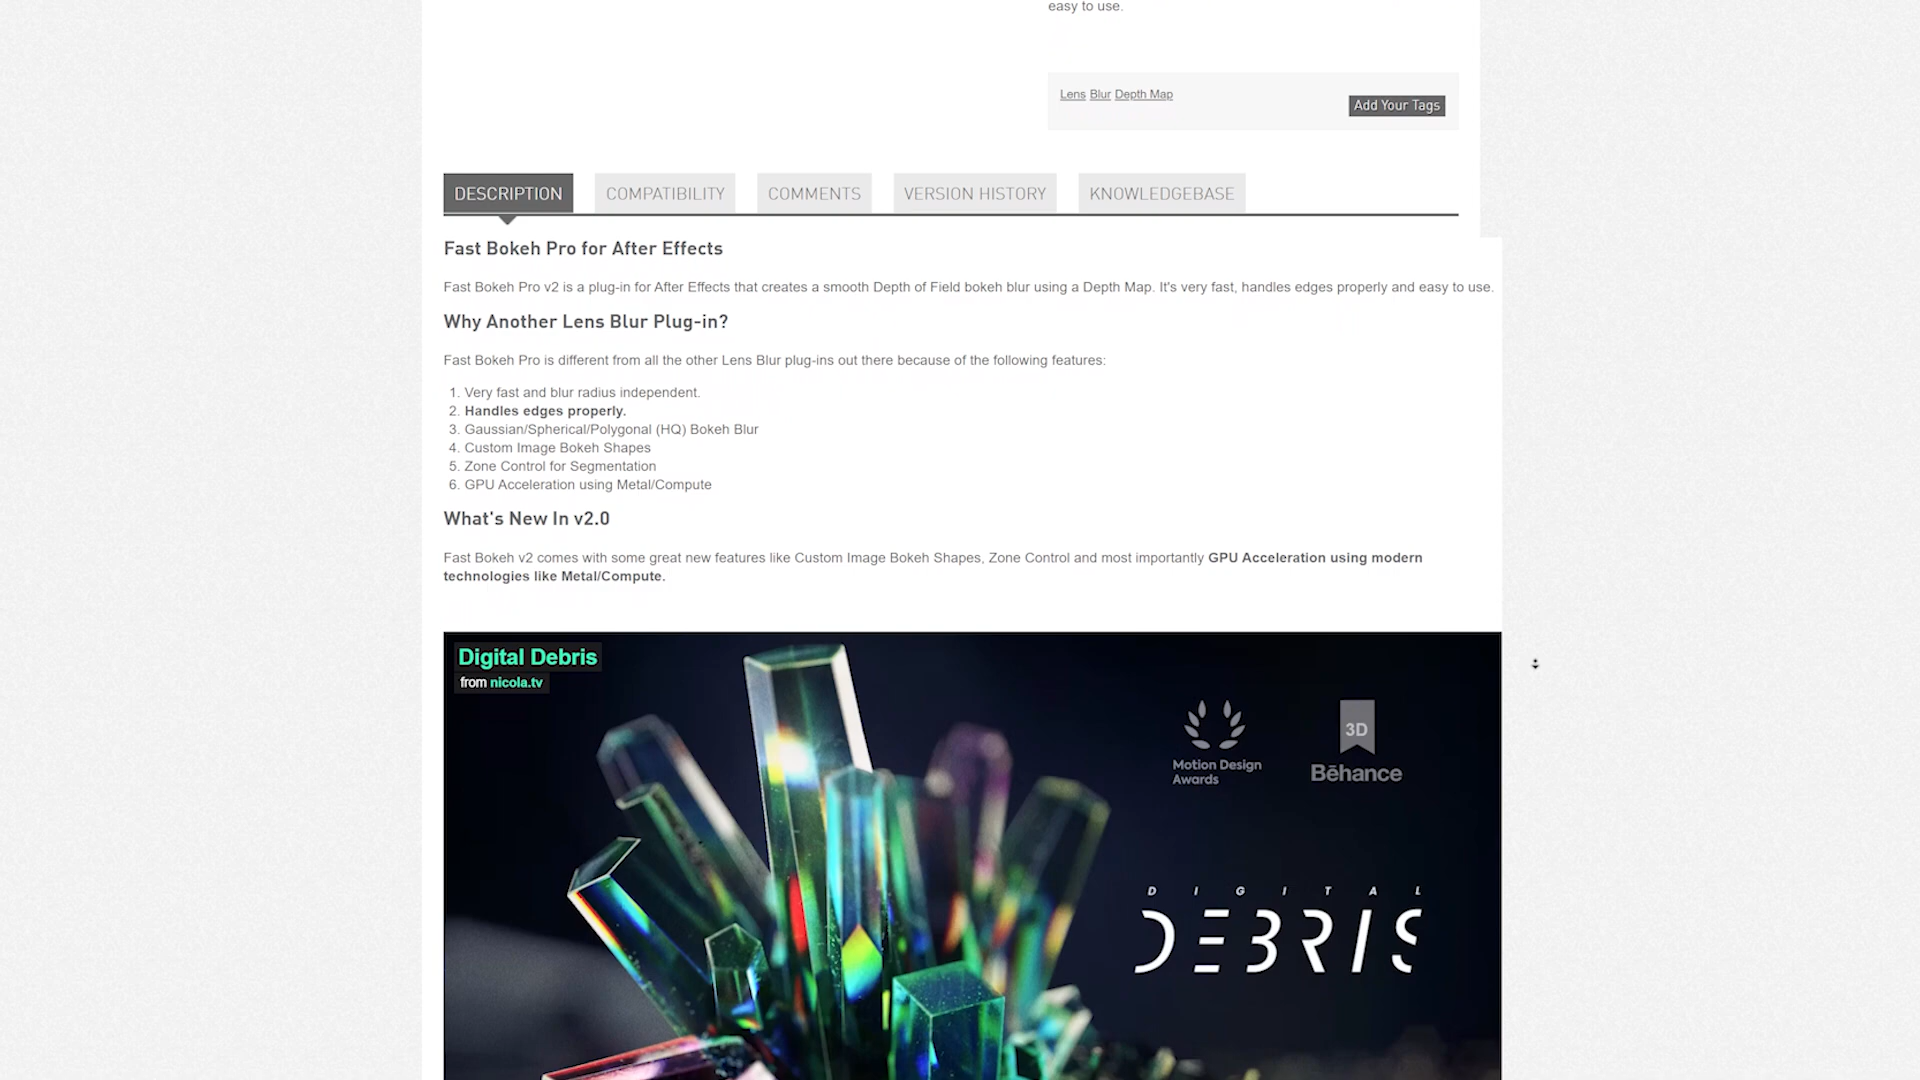 easy to use.
Lens Blur Depth Map
Add Your Tags
DESCRIPTION COMPATIBILITY COMMENTS VERSION HISTORY KNOWLEDGEBASE
Fast Bokeh Pro for After Effects
Fast Bokeh Pro v2 is a plug-in for After Effects that creates a smooth Depth of Field bokeh blur using a Depth Map. It's very fast, handles edges properly and easy to use.
Why Another Lens Blur Plug-in?
Fast Bokeh Pro is different from all the other Lens Blur plug-ins out there because of the following features:
1. Very fast and blur radius independent.
2. Handles edges properly.
3. Gaussian/Spherical/Polygonal (HQ) Bokeh Blur
4. Custom Image Bokeh Shapes
5. Zone Control for Segmentation
6. GPU Acceleration using Metal/Compute
What's New In v2.0
Fast Bokeh v2 comes with some great new features like Custom Image Bokeh Shapes, Zone Control and most importantly GPU Acceleration using modern
technologies like Metal/Compute.
Digital Debris
from nicola.tv
Motion Design
Awards
3D
Bēhance
DIGITAL
DEBRIS